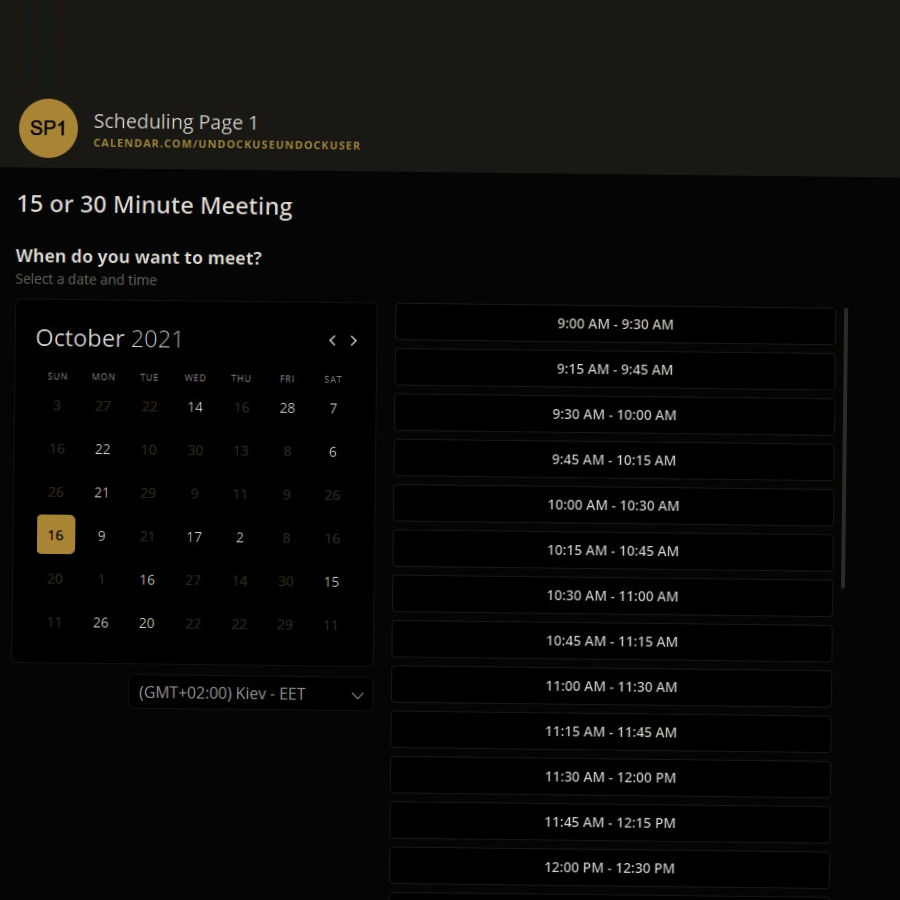 SP1
Scheduling Page 1
CALENDAR.COM/UNDOCKUSEUNDOCKUSER
15 or 30 Minute Meeting
When do you want to meet?
Select a date and time
October 2021
SUN MON TUE WED THU FRI SAT
3 27 22 14 16 28 7
16 22 10 30 13 8 6
26 21 29 9 11 9 26
16 9 21 17 2 8 16
20 1 16 27 14 30 15
11 26 20 22 22 29 11
(GMT+02:00) Kiev - EET
9:00 AM - 9:30 AM
9:15 AM - 9:45 AM
9:30 AM - 10:00 AM
9:45 AM - 10:15 AM
10:00 AM - 10:30 AM
10:15 AM - 10:45 AM
10:30 AM - 11:00 AM
10:45 AM - 11:15 AM
11:00 AM - 11:30 AM
11:15 AM - 11:45 AM
11:30 AM - 12:00 PM
11:45 AM - 12:15 PM
12:00 PM - 12:30 PM